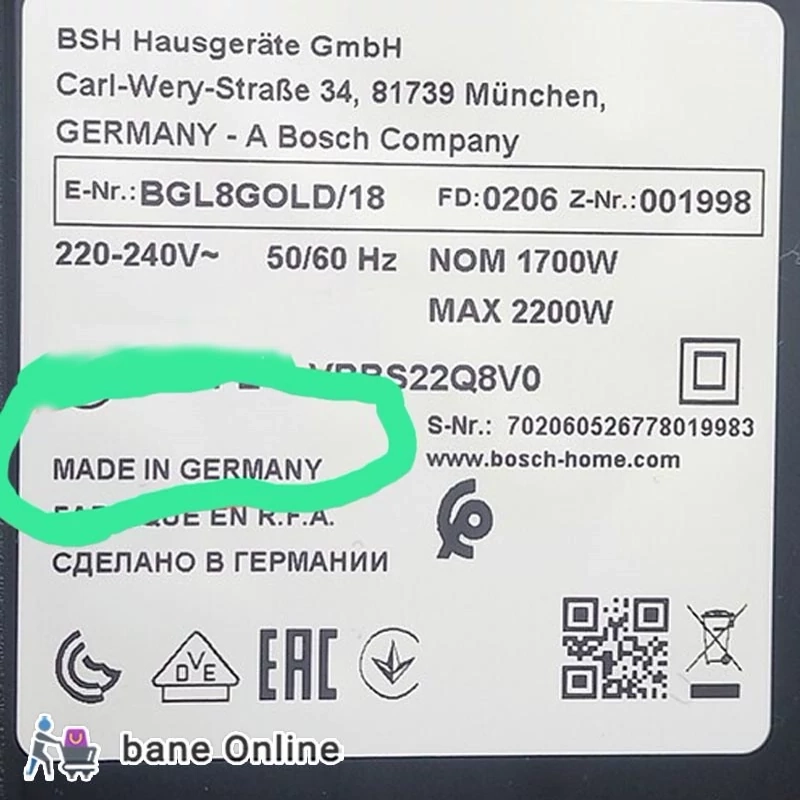 BSH Hausgeräte GmbH
Carl-Wery-Straße 34, 81739 München,
GERMANY - A Bosch Company
E-Nr.: BGL8GOLD/18 FD: 0206 Z-Nr.: 001998
220-240V~ 50/60 Hz NOM 1700W
MAX 2200W
S-Nr.: 702060526778019983
MADE IN GERMANY www.bosch-home.com
EN R.F.A.
СДЕЛАНО В ГЕРМАНИИ
DVE EAC
bane Online